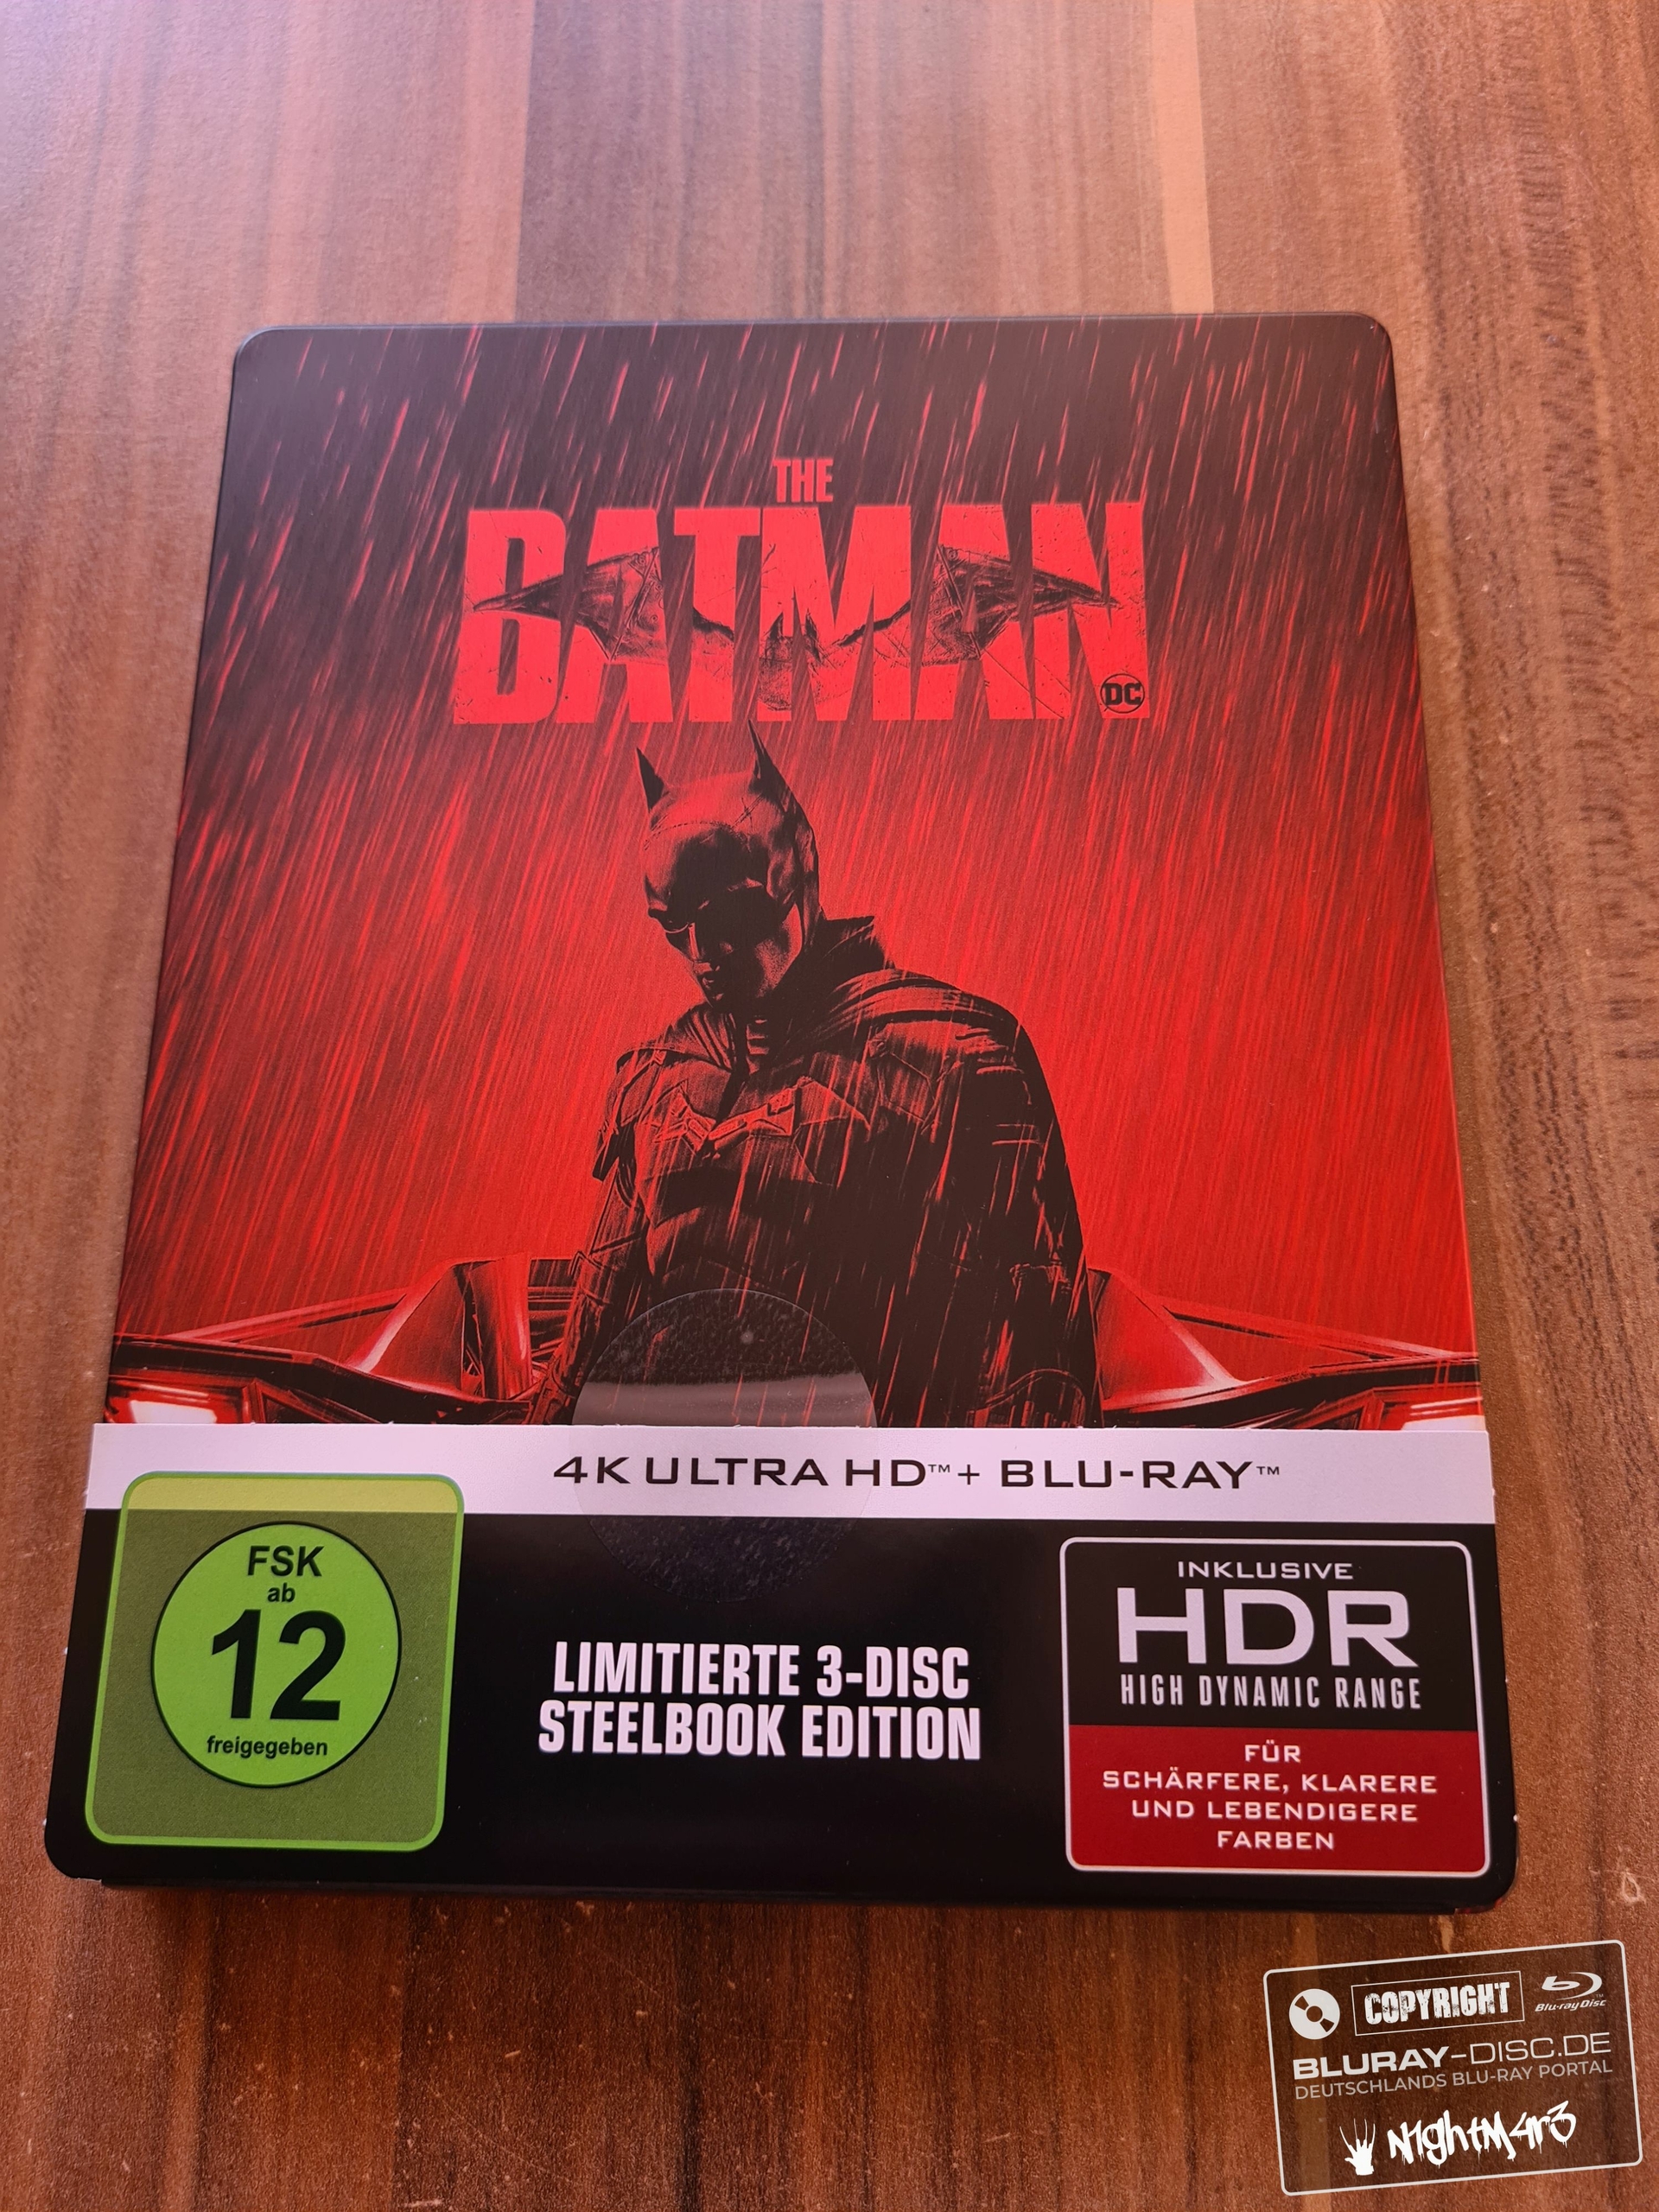 THE
BATMAN
DC
4K ULTRA HD™ + BLU-RAY™
FSK
ab
12
freigegeben
LIMITIERTE 3-DISC
STEELBOOK EDITION
INKLUSIVE
HDR
HIGH DYNAMIC RANGE
FÜR
SCHÄRFERE, KLARERE
UND LEBENDIGERE
FARBEN
COPYRIGHT
Blu-ray Disc™
BLURAY-DISC.DE
DEUTSCHLANDS BLU-RAY PORTAL
N1ghtM4r3